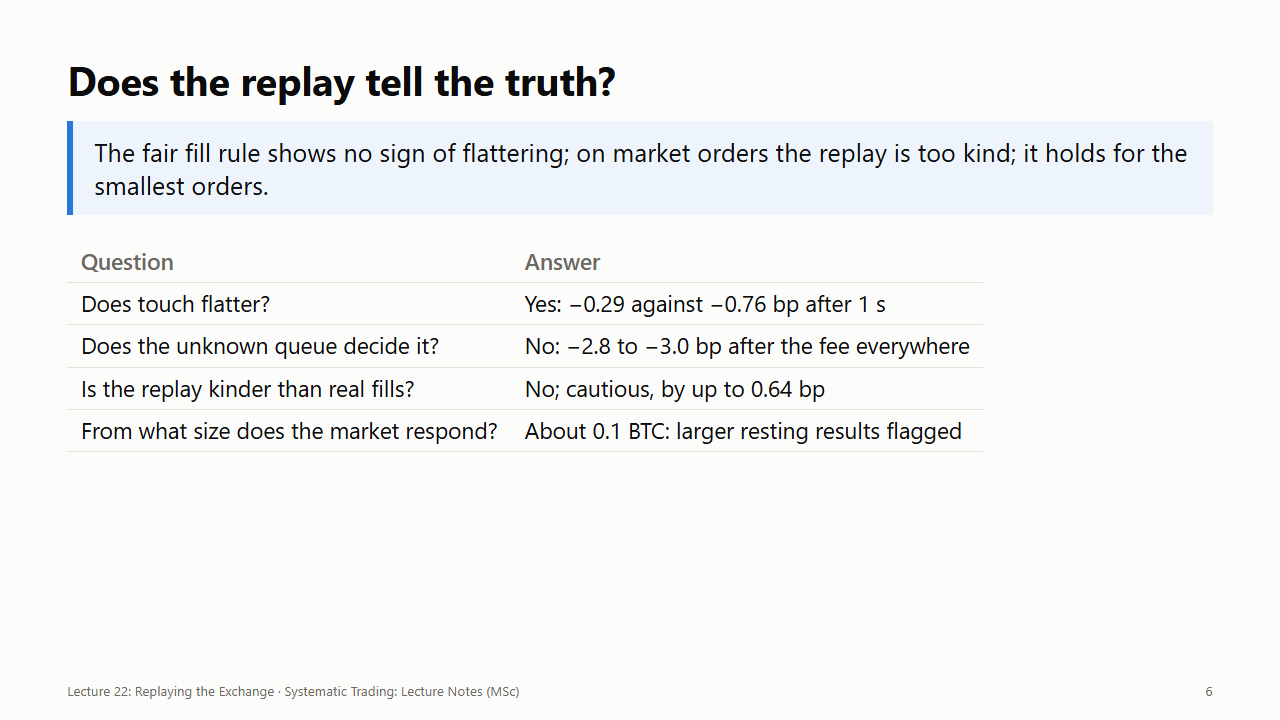 Does the replay tell the truth?
The fair fill rule shows no sign of flattering; on market orders the replay is too kind; it holds for the
smallest orders.
Question Answer
Does touch flatter? Yes: −0.29 against −0.76 bp after 1 s
Does the unknown queue decide it? No: −2.8 to −3.0 bp after the fee everywhere
Is the replay kinder than real fills? No; cautious, by up to 0.64 bp
From what size does the market respond? About 0.1 BTC: larger resting results flagged
Lecture 22: Replaying the Exchange · Systematic Trading: Lecture Notes (MSc) 6